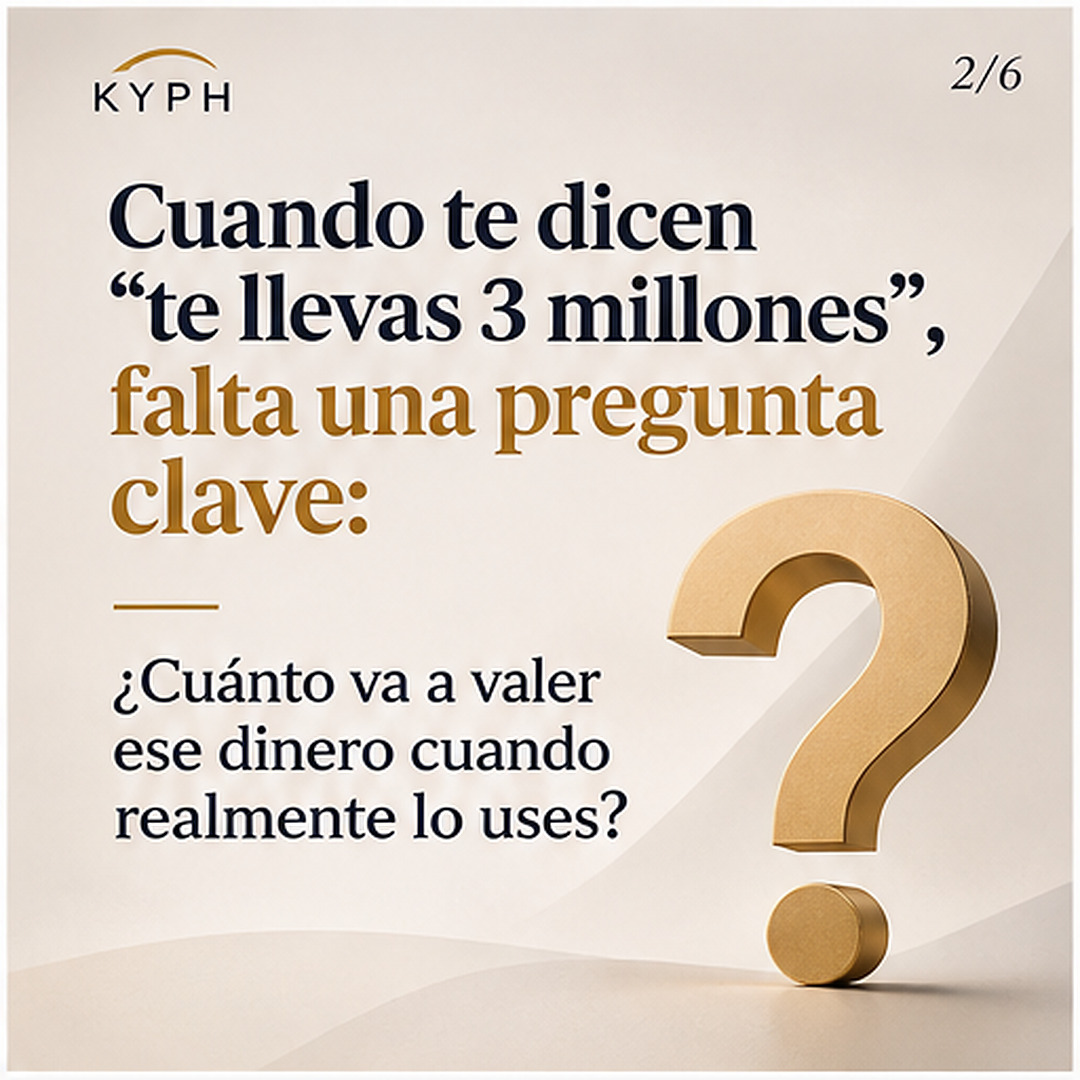 KYPH
2/6
Cuando te dicen
“te llevas 3 millones”,
falta una pregunta
clave:
¿Cuánto va a valer
ese dinero cuando
realmente lo uses?